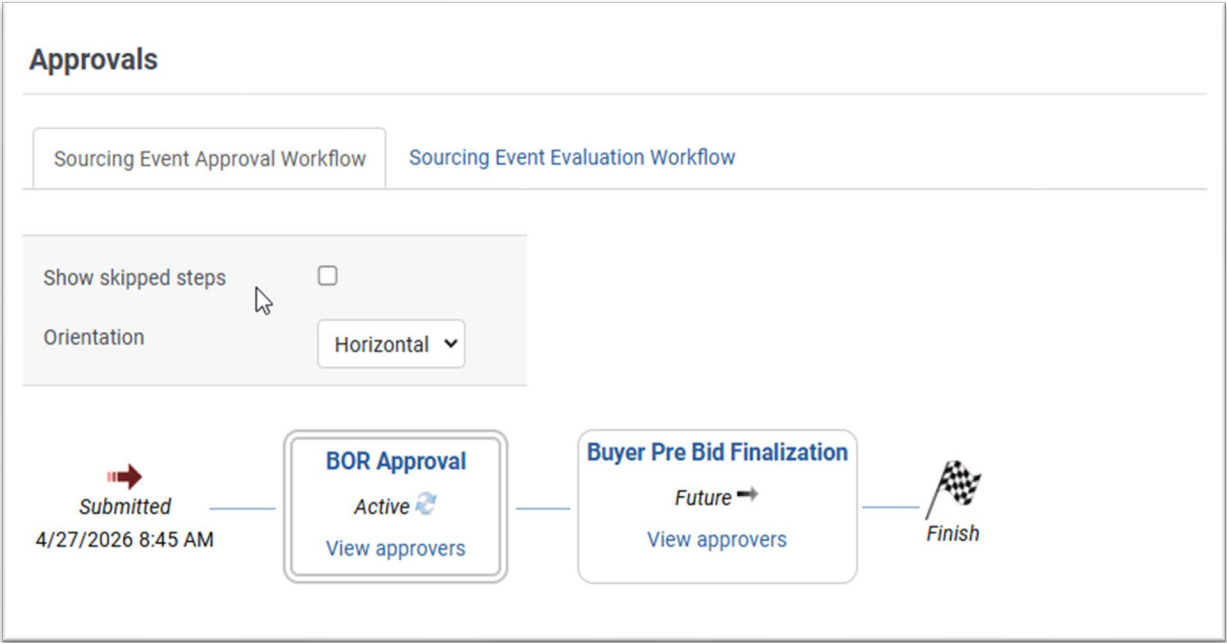 Approvals
Sourcing Event Approval Workflow
Sourcing Event Evaluation Workflow
Show skipped steps
Orientation
Horizontal
Submitted
4/27/2026 8:45 AM
BOR Approval
Active
View approvers
Buyer Pre Bid Finalization
Future
View approvers
Finish